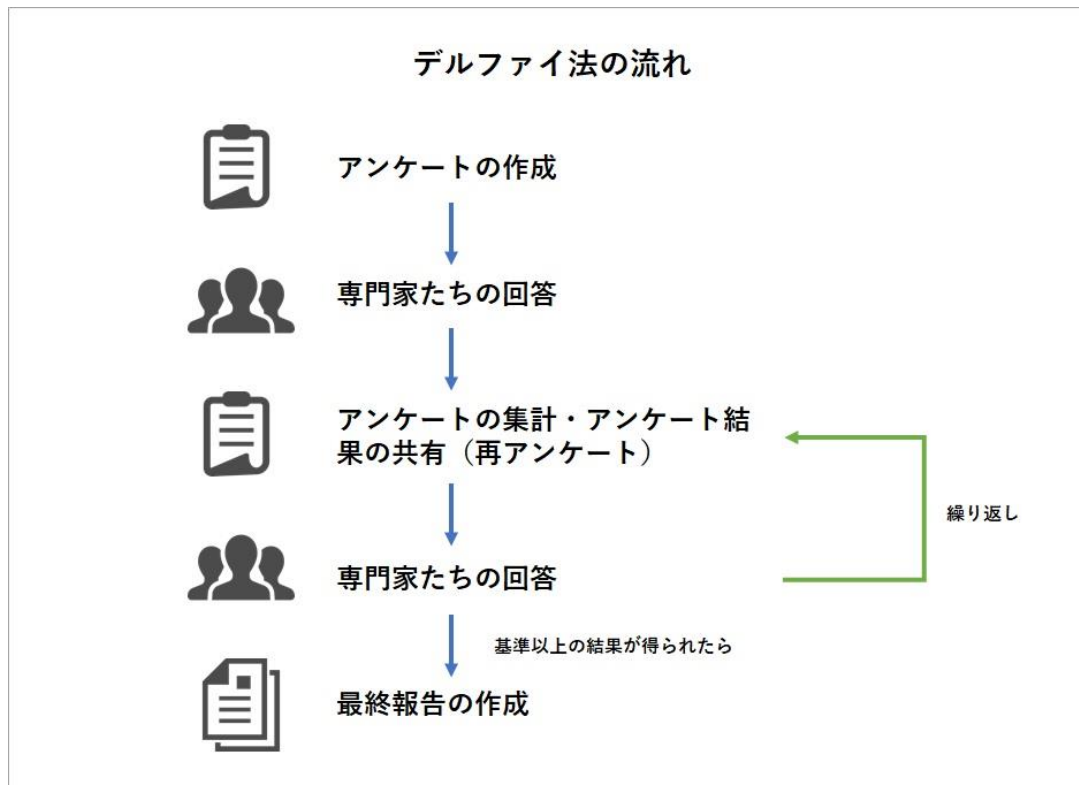 デルファイ法の流れ
アンケートの作成
専門家たちの回答
アンケートの集計・アンケート結
果の共有（再アンケート）
繰り返し
専門家たちの回答
基準以上の結果が得られたら
最終報告の作成